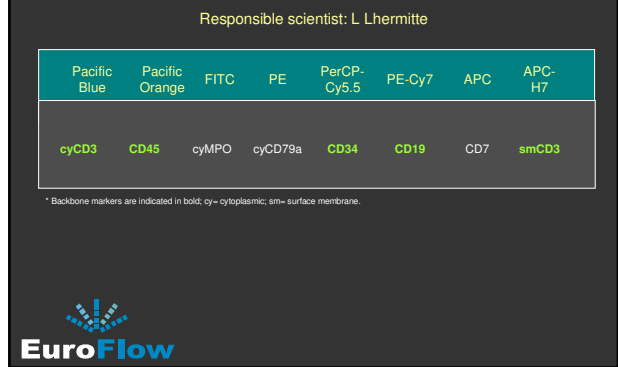 Responsible scientist: L Lhermitte
Pacific Blue Pacific Orange FITC PE PerCP-Cy5.5 PE-Cy7 APC APC-H7
cyCD3 CD45 cyMPO cyCD79a CD34 CD19 CD7 smCD3
* Backbone markers are indicated in bold; cy= cytoplasmic; sm= surface membrane.
EuroFlow